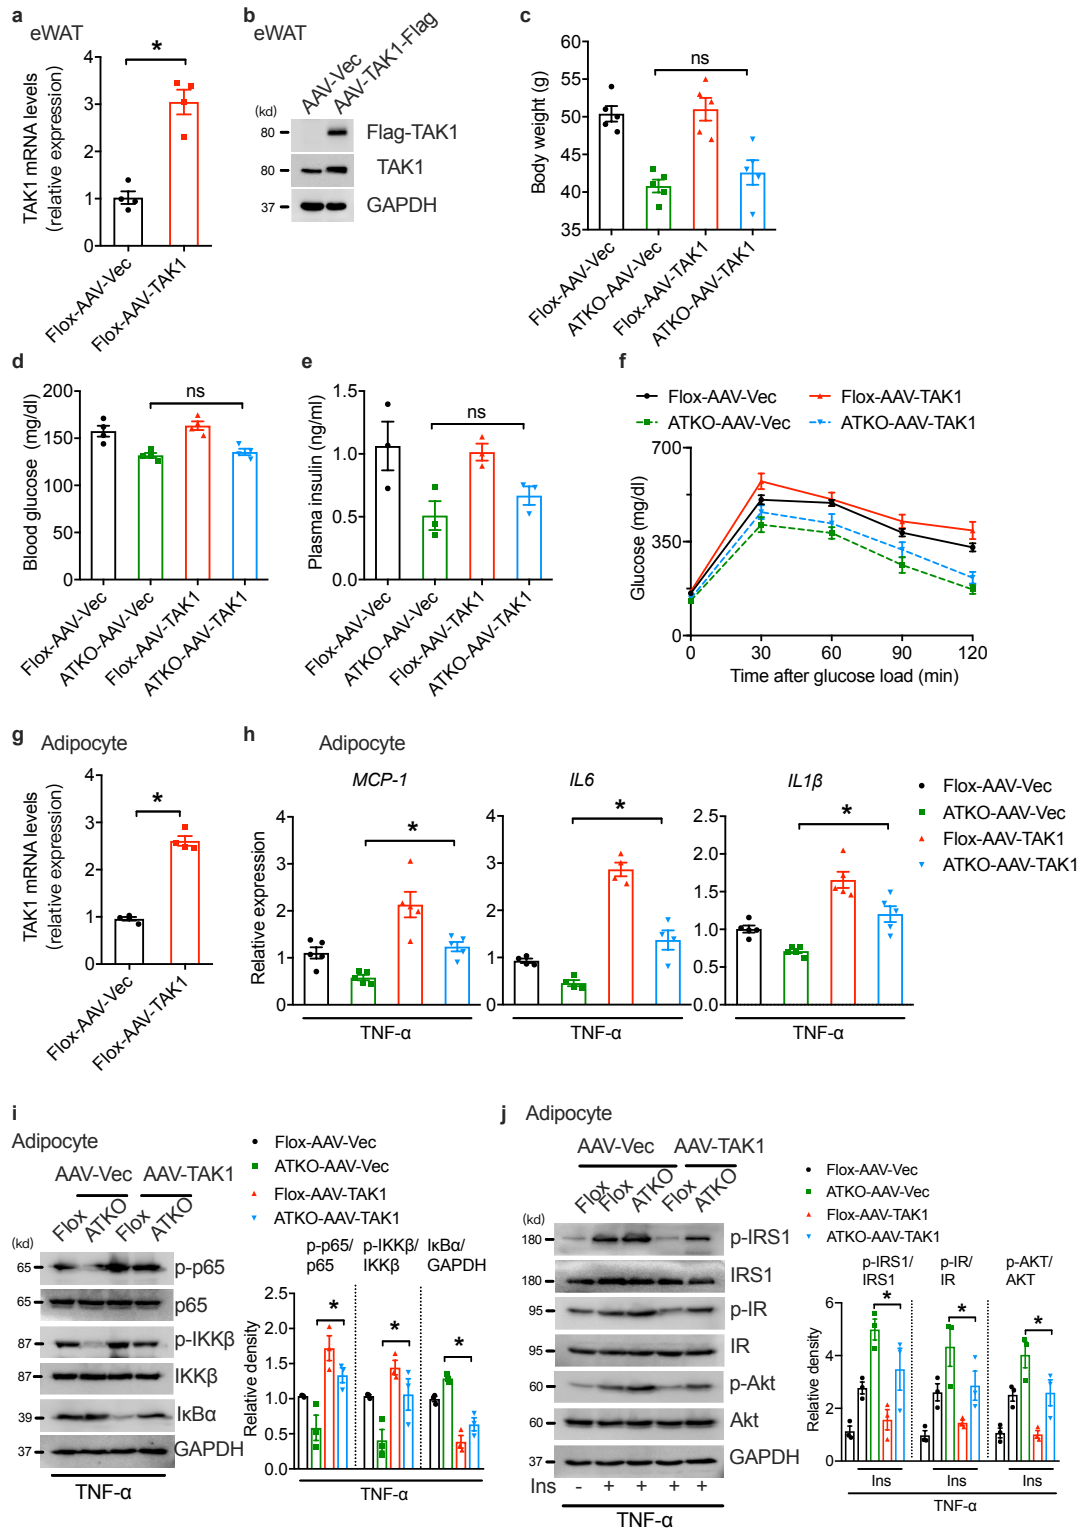 a
eWAT
TAK1 mRNA levels
(relative expression)
4
3
2
1
0
*
Flox-AAV-Vec
Flox-AAV-TAK1
b
eWAT
AAV-Vec
AAV-TAK1-Flag
(kd)
80
Flag-TAK1
80
TAK1
37
GAPDH
c
Body weight (g)
60
55
50
45
40
35
ns
Flox-AAV-Vec
ATKO-AAV-Vec
Flox-AAV-TAK1
ATKO-AAV-TAK1
d
Blood glucose (mg/dl)
200
150
100
50
0
ns
Flox-AAV-Vec
ATKO-AAV-Vec
Flox-AAV-TAK1
ATKO-AAV-TAK1
e
Plasma insulin (ng/ml)
1.5
1.0
0.5
0.0
ns
Flox-AAV-Vec
ATKO-AAV-Vec
Flox-AAV-TAK1
ATKO-AAV-TAK1
f
Flox-AAV-Vec
Flox-AAV-TAK1
ATKO-AAV-Vec
ATKO-AAV-TAK1
Glucose (mg/dl)
700
350
0
0 30 60 90 120
Time after glucose load (min)
g
Adipocyte
TAK1 mRNA levels
(relative expression)
4
3
2
1
0
*
Flox-AAV-Vec
Flox-AAV-TAK1
h
Adipocyte
Relative expression
MCP-1
4
3
2
1
0
*
TNF-α
IL6
4
3
2
1
0
*
TNF-α
IL1β
2.5
2.0
1.5
1.0
0.5
0.0
*
TNF-α
Flox-AAV-Vec
ATKO-AAV-Vec
Flox-AAV-TAK1
ATKO-AAV-TAK1
i
Adipocyte
AAV-Vec AAV-TAK1
Flox ATKO Flox ATKO
(kd)
65 p-p65
65 p65
87 p-IKKβ
87 IKKβ
39 IκBα
37 GAPDH
TNF-α
Flox-AAV-Vec
ATKO-AAV-Vec
Flox-AAV-TAK1
ATKO-AAV-TAK1
p-p65/ p-IKKβ/ IκBα/
p65 IKKβ GAPDH
Relative density
2.5
2.0
1.5
1.0
0.5
0.0
* * *
TNF-α
j
Adipocyte
AAV-Vec AAV-TAK1
Flox Flox ATKO Flox ATKO
(kd)
180 p-IRS1
180 IRS1
95 p-IR
95 IR
60 p-Akt
60 Akt
37 GAPDH
Ins - + + + +
TNF-α
Flox-AAV-Vec
ATKO-AAV-Vec
Flox-AAV-TAK1
ATKO-AAV-TAK1
p-IRS1/ p-IR/ p-AKT/
IRS1 IR AKT
Relative density
6
4
2
0
* * *
Ins Ins Ins
TNF-α